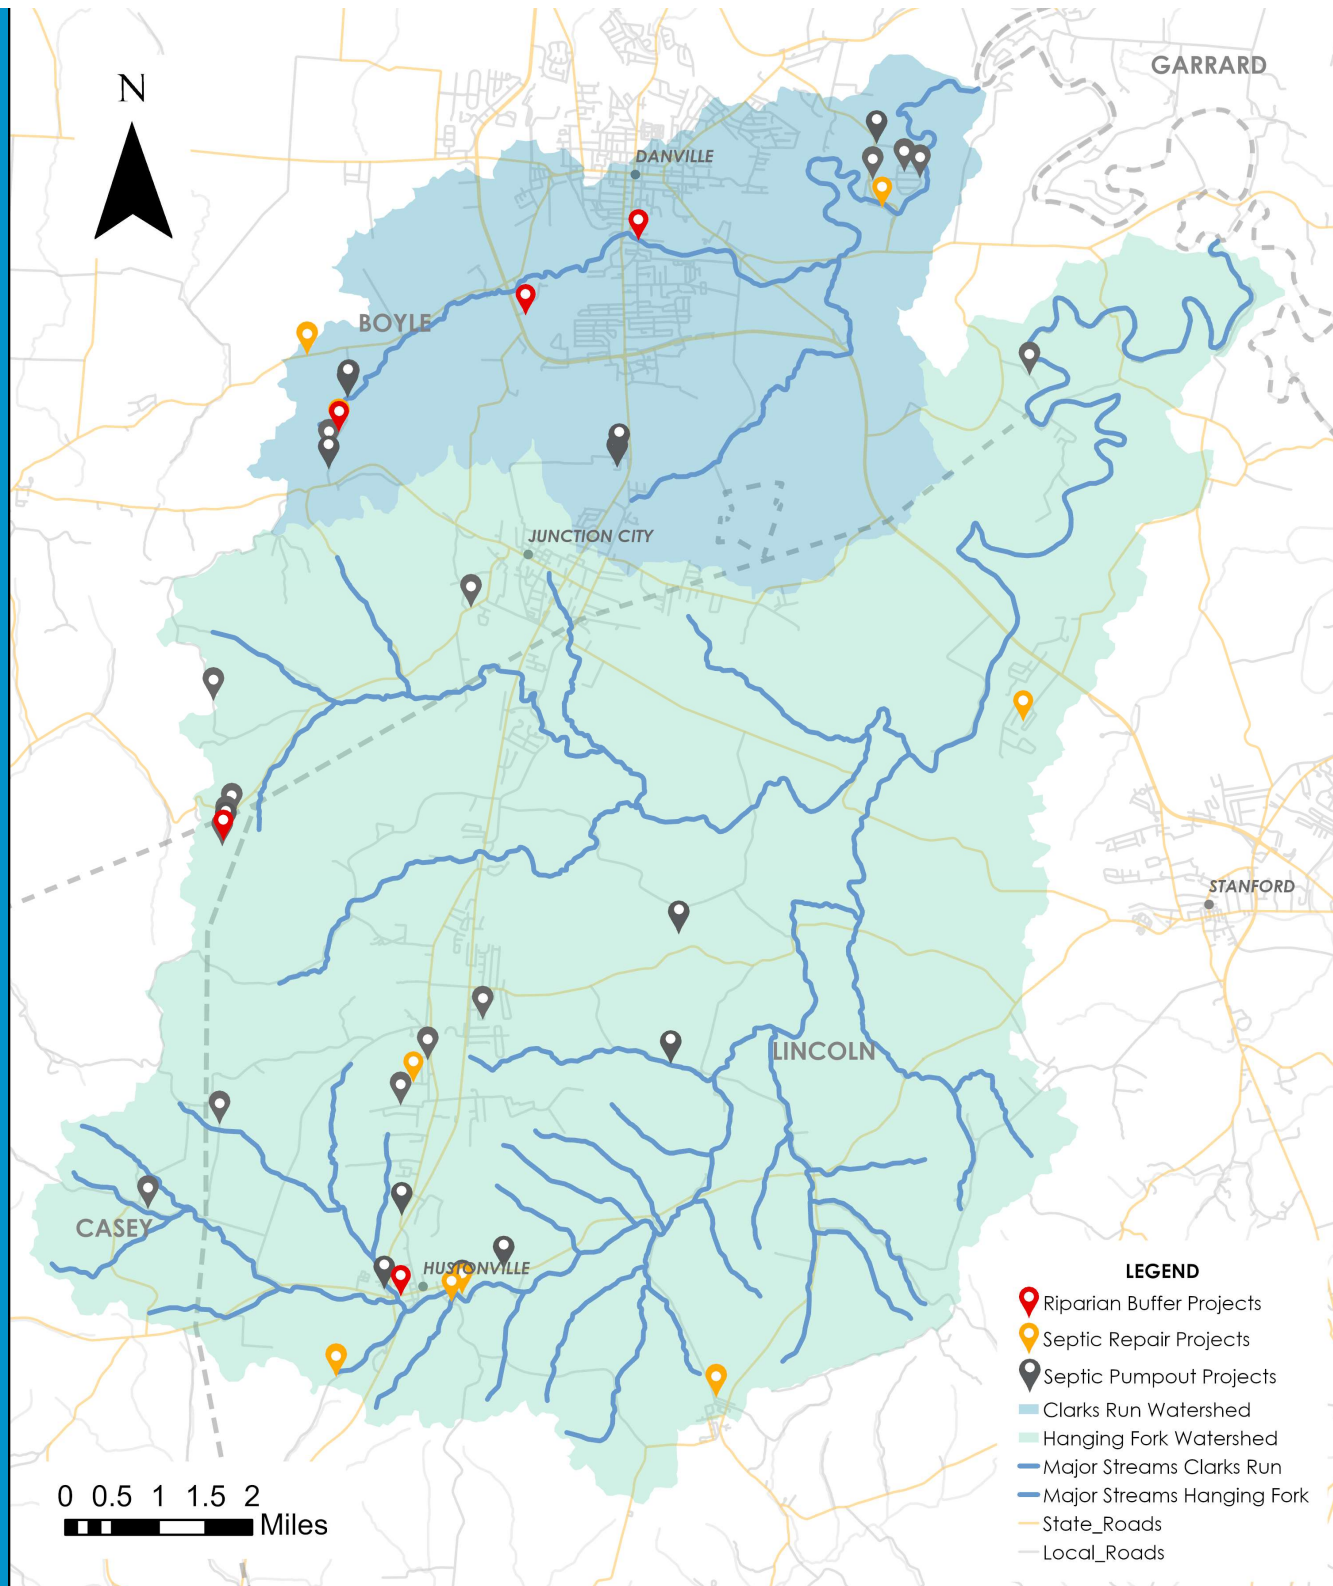 GARRARD
N
DANVILLE
BOYLE
JUNCTION CITY
STANFORD
LINCOLN
CASEY
HUSTONVILLE
LEGEND
Riparian Buffer Projects
Septic Repair Projects
Septic Pumpout Projects
Clarks Run Watershed
Hanging Fork Watershed
Major Streams Clarks Run
Major Streams Hanging Fork
State_Roads
Local_Roads
0 0.5 1 1.5 2
Miles